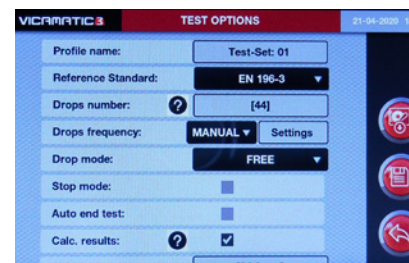 VICAMATIC3 TEST OPTIONS 21-04-2020
Profile name: Test-Set: 01
Reference Standard: EN 196-3
Drops number: ? [44]
Drops frequency: MANUAL Settings
Drop mode: FREE
Stop mode:
Auto end test:
Calc. results: ?